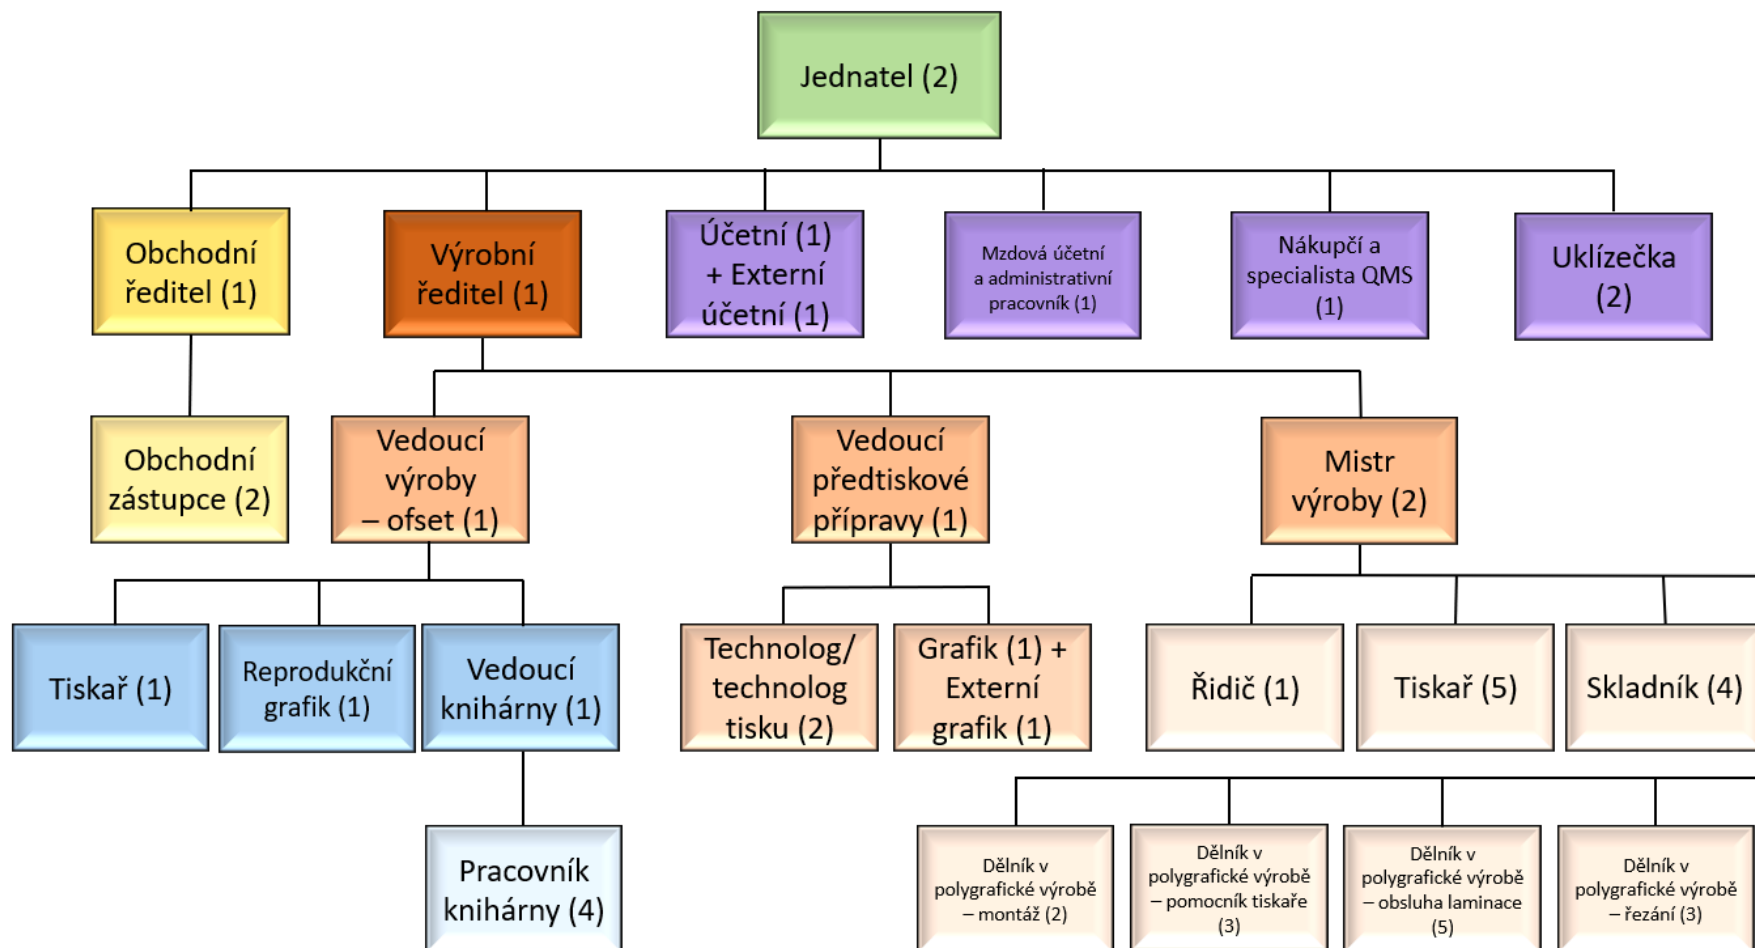 Jednatel (2)
Obchodní
ředitel (1)
Výrobní
ředitel (1)
Účetní (1)
+ Externí
účetní (1)
Mzdová účetní
a administrativní
pracovník (1)
Nákupčí a
specialista QMS
(1)
Uklízečka
(2)
Obchodní
zástupce (2)
Vedoucí
výroby
– ofset (1)
Vedoucí
předtiskové
přípravy (1)
Mistr
výroby (2)
Tiskař (1)
Reprodukční
grafik (1)
Vedoucí
knihárny (1)
Technolog/
technolog
tisku (2)
Grafik (1) +
Externí
grafik (1)
Řidič (1)
Tiskař (5)
Skladník (4)
Pracovník
knihárny (4)
Dělník v
polygrafické výrobě
– montáž (2)
Dělník v
polygrafické výrobě
– pomocník tiskaře
(3)
Dělník v
polygrafické výrobě
– obsluha laminace
(5)
Dělník v
polygrafické výrobě
– řezání (3)